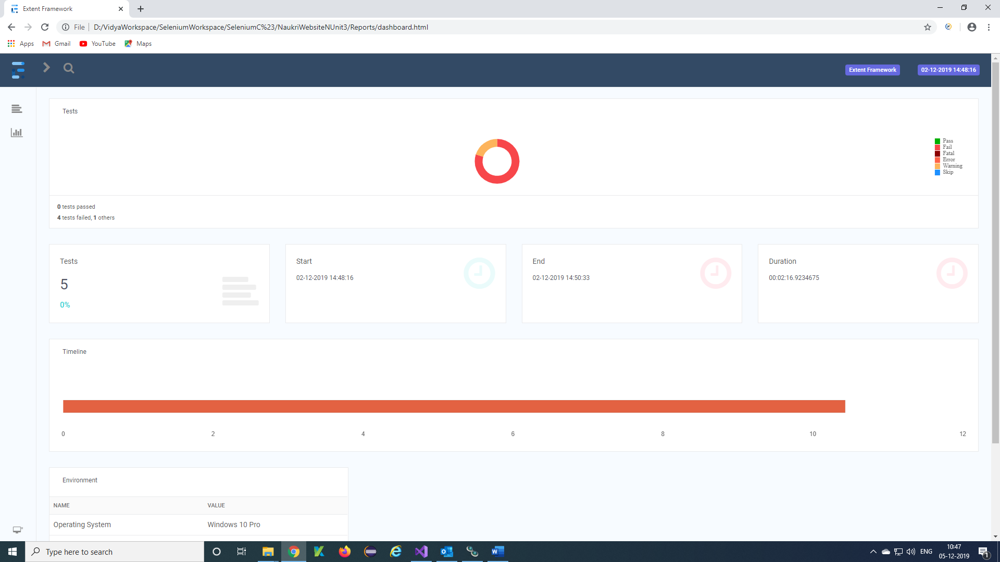 Extent Framework
File
D:/VidyaWorkspace/SeleniumWorkspace/SeleniumC%23/NaukriWebsiteNUnit3/Reports/dashboard.html
Apps Gmail YouTube Maps
Extent Framework 02-12-2019 14:48:16
Tests
Pass
Fail
Fatal
Error
Warning
Skip
0 tests passed
4 tests failed, 1 others
Tests
5
0%
Start
02-12-2019 14:48:16
End
02-12-2019 14:50:33
Duration
00:02:16.9234675
Timeline
0 2 4 6 8 10 12
Environment
NAME VALUE
Operating System Windows 10 Pro
Type here to search
ENG
10:47
05-12-2019
1